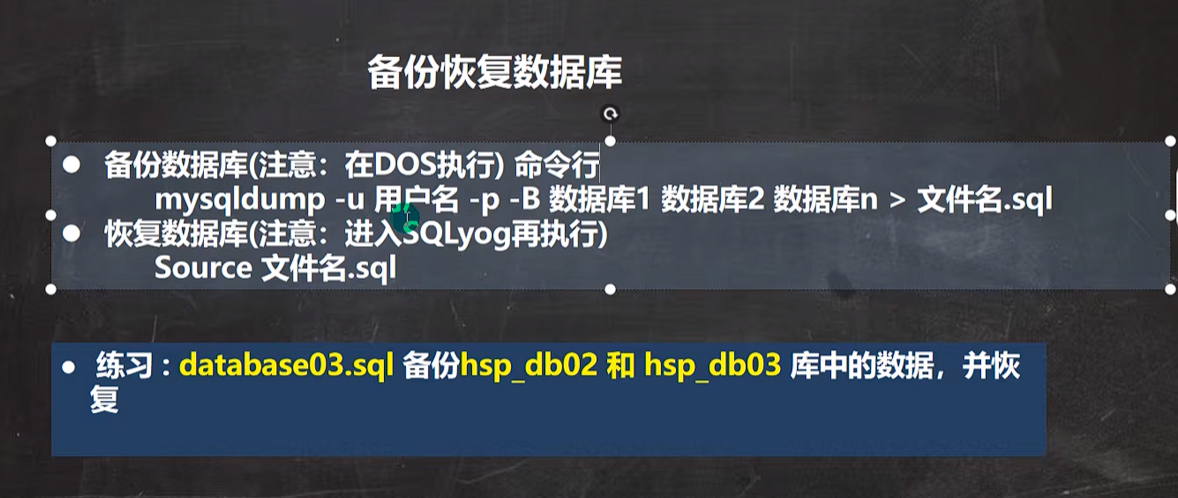 备份恢复数据库
● 备份数据库(注意：在DOS执行) 命令行
mysqldump -u 用户名 -p -B 数据库1 数据库2 数据库n > 文件名.sql
● 恢复数据库(注意：进入SQLyog再执行)
Source 文件名.sql
● 练习 : database03.sql 备份hsp_db02 和 hsp_db03 库中的数据，并恢
复